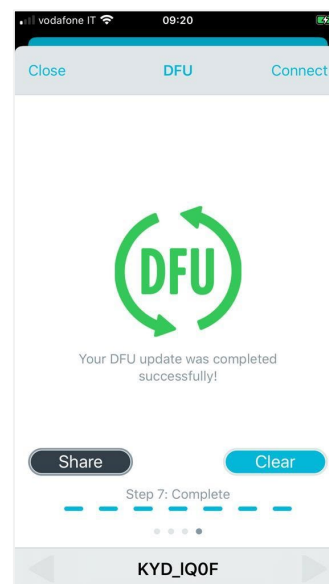 vodafone IT 09:20
Close DFU Connect
DFU
Your DFU update was completed
successfully!
Share Clear
Step 7: Complete
KYD_IQ0F